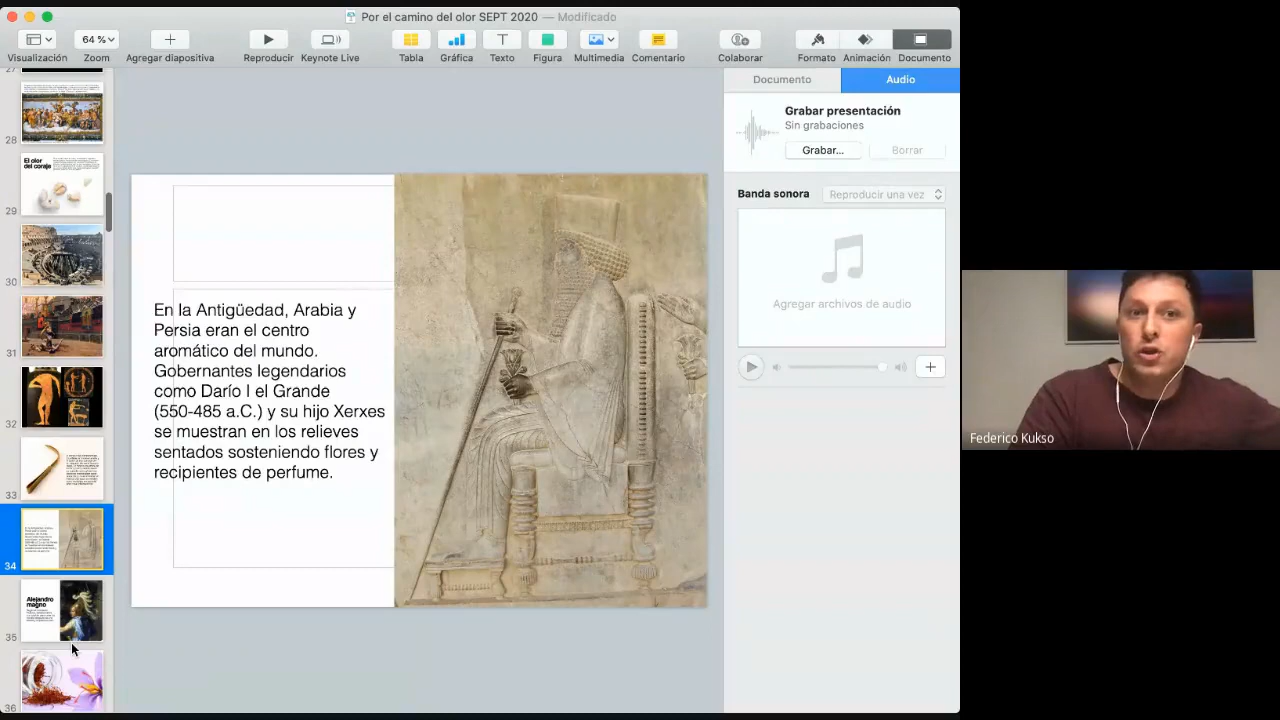 Por el camino del olor SEPT 2020 — Modificado
64 %
Visualización Zoom Agregar diapositiva Reproducir Keynote Live Tabla Gráfica Texto Figura Multimedia Comentario Colaborar Formato Animación Documento
Documento Audio
Grabar presentación
Sin grabaciones
Grabar... Borrar
Banda sonora Reproducir una vez
Agregar archivos de audio
28
El olor
del coraje
29
30
31
32
33
34
Alejandro
magno
35
36
En la Antigüedad, Arabia y
Persia eran el centro
aromático del mundo.
Gobernantes legendarios
como Darío I el Grande
(550-485 a.C.) y su hijo Xerxes
se muestran en los relieves
sentados sosteniendo flores y
recipientes de perfume.
Federico Kukso